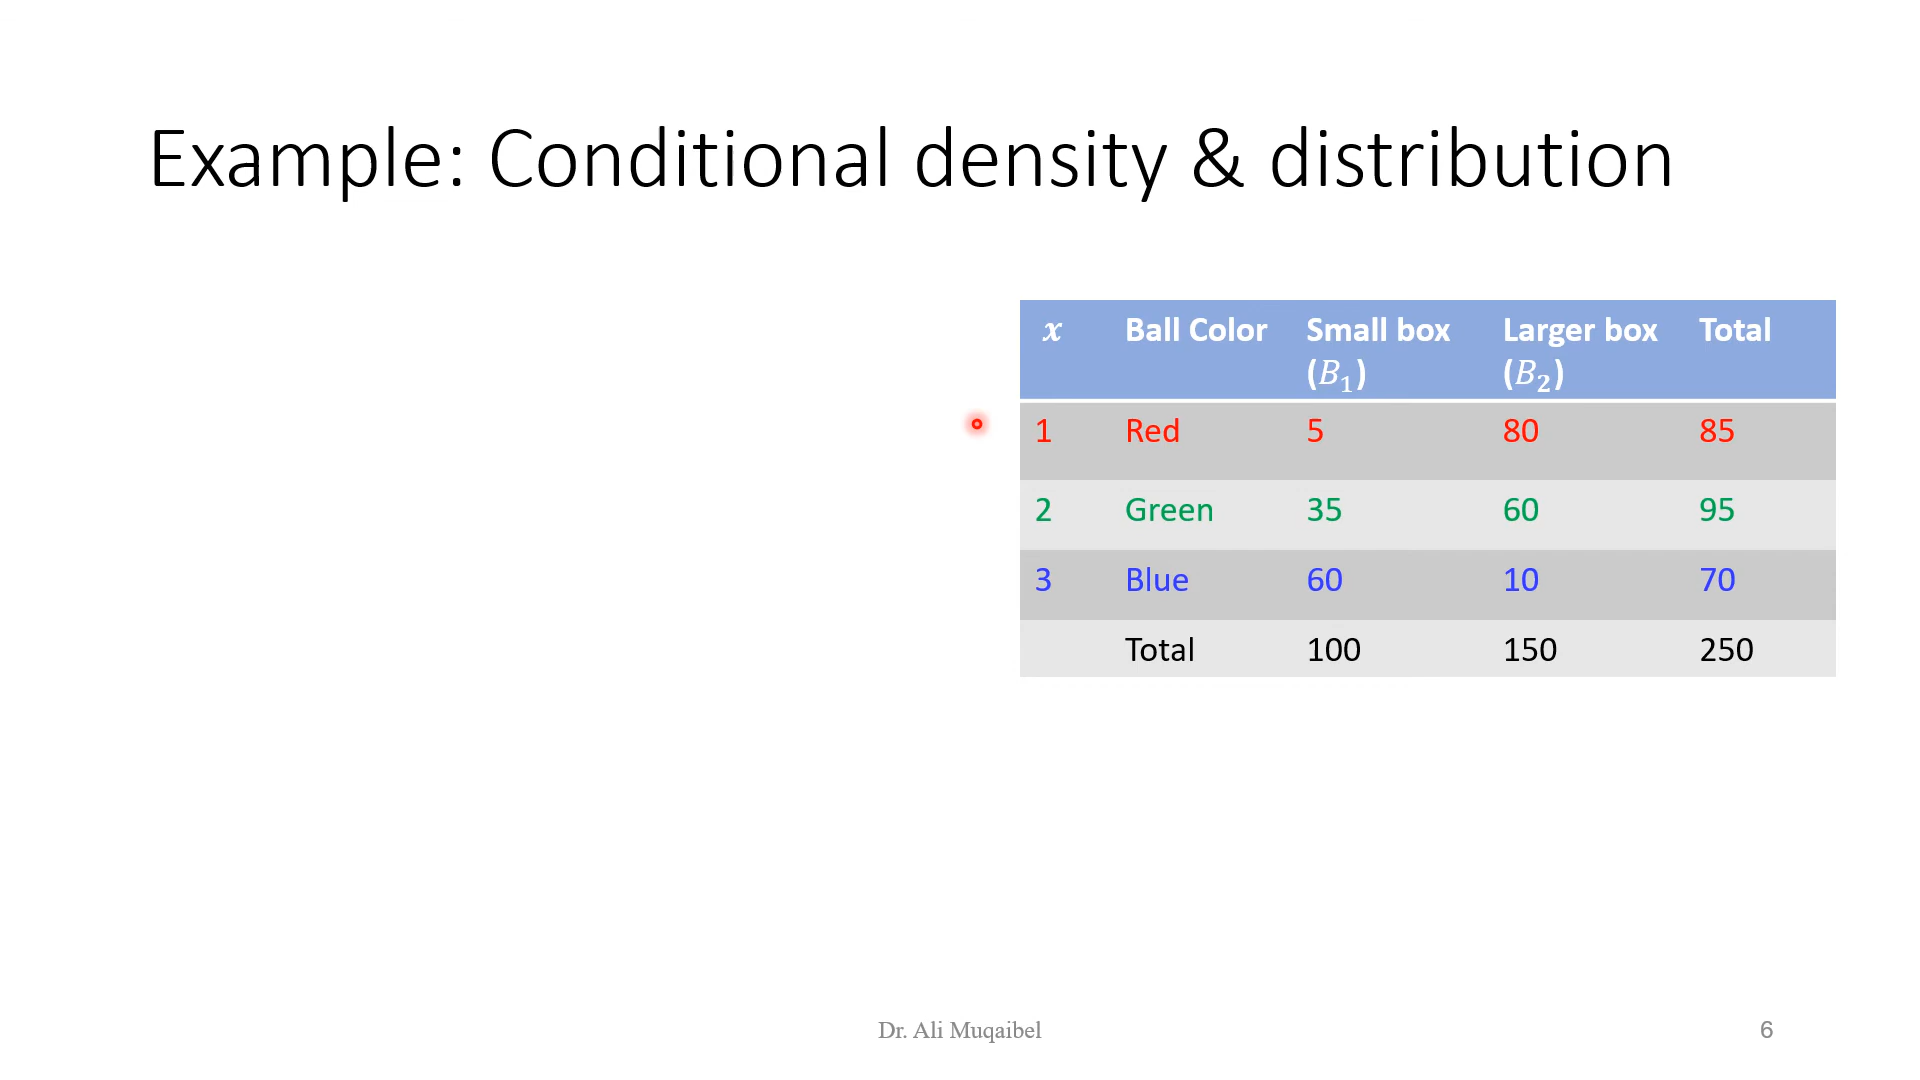 Example: Conditional density & distribution
x Ball Color Small box (B₁) Larger box (B₂) Total
1 Red 5 80 85
2 Green 35 60 95
3 Blue 60 10 70
Total 100 150 250
Dr. Ali Muqaibel
6